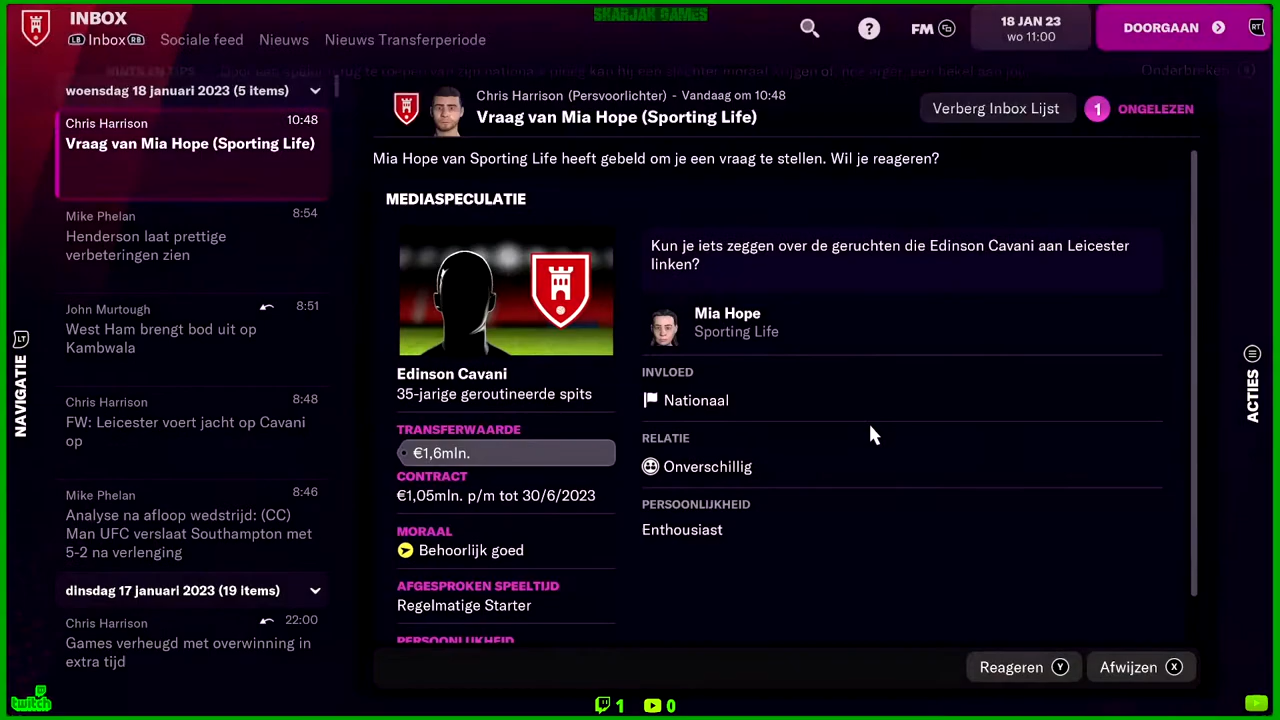 SKARJAK GAMES
INBOX
LB Inbox RB Sociale feed Nieuws Nieuws Transferperiode
FM
18 JAN 23
wo 11:00
DOORGAAN
RT
woensdag 18 januari 2023 (5 items)
Chris Harrison 10:48
Vraag van Mia Hope (Sporting Life)
Mike Phelan 8:54
Henderson laat prettige
verbeteringen zien
John Murtough 8:51
West Ham brengt bod uit op
Kambwala
Chris Harrison 8:48
FW: Leicester voert jacht op Cavani
op
Mike Phelan 8:46
Analyse na afloop wedstrijd: (CC)
Man UFC verslaat Southampton met
5-2 na verlenging
dinsdag 17 januari 2023 (19 items)
Chris Harrison 22:00
Games verheugd met overwinning in
extra tijd
LT
NAVIGATIE
Chris Harrison (Persvoorlichter) - Vandaag om 10:48
Vraag van Mia Hope (Sporting Life)
Verberg Inbox Lijst
1 ONGELEZEN
Mia Hope van Sporting Life heeft gebeld om je een vraag te stellen. Wil je reageren?
MEDIASPECULATIE
Edinson Cavani
35-jarige geroutineerde spits
TRANSFERWAARDE
€1,6mln.
CONTRACT
€1,05mln. p/m tot 30/6/2023
MORAAL
Behoorlijk goed
AFGESPROKEN SPEELTIJD
Regelmatige Starter
PERSOONLIJKHEID
Kun je iets zeggen over de geruchten die Edinson Cavani aan Leicester
linken?
Mia Hope
Sporting Life
INVLOED
Nationaal
RELATIE
Onverschillig
PERSOONLIJKHEID
Enthousiast
ACTIES
Reageren Y
Afwijzen X
twitch
1 0